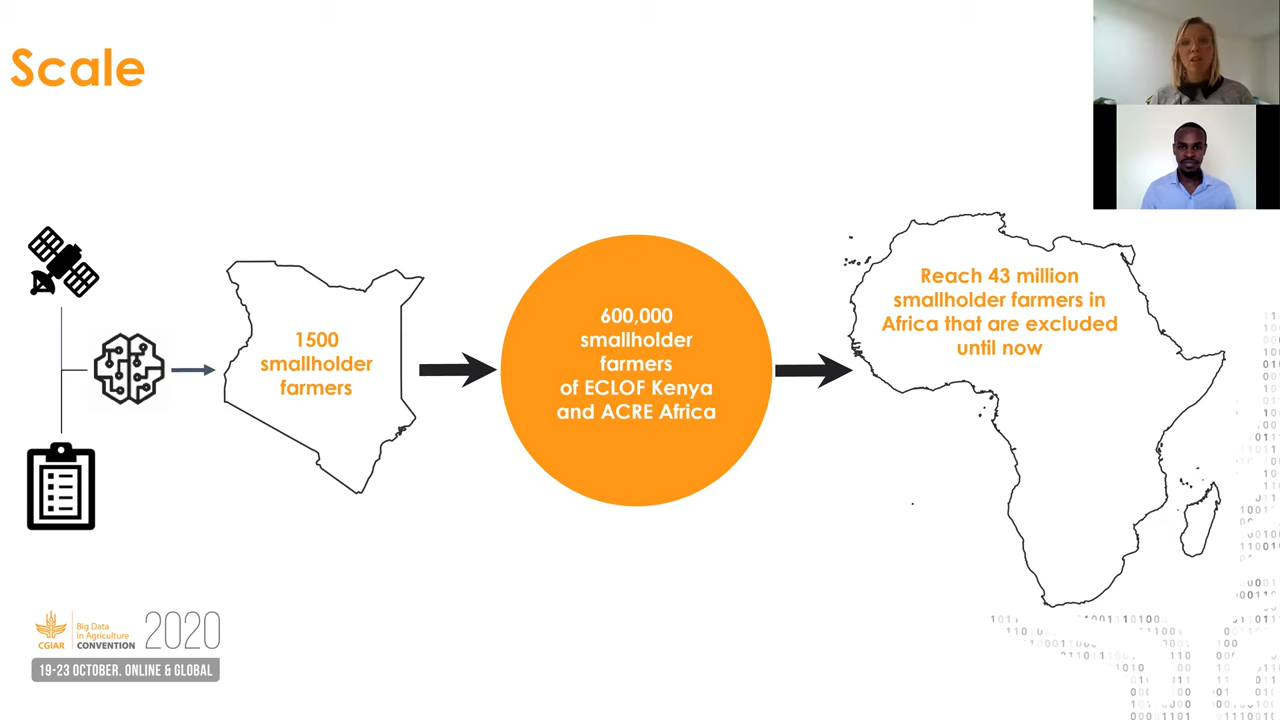 Scale
1500
smallholder
farmers
600,000
smallholder
farmers
of ECLOF Kenya
and ACRE Africa
Reach 43 million
smallholder farmers in
Africa that are excluded
until now
CGIAR
Big Data
in Agriculture
CONVENTION
2020
19-23 OCTOBER. ONLINE & GLOBAL